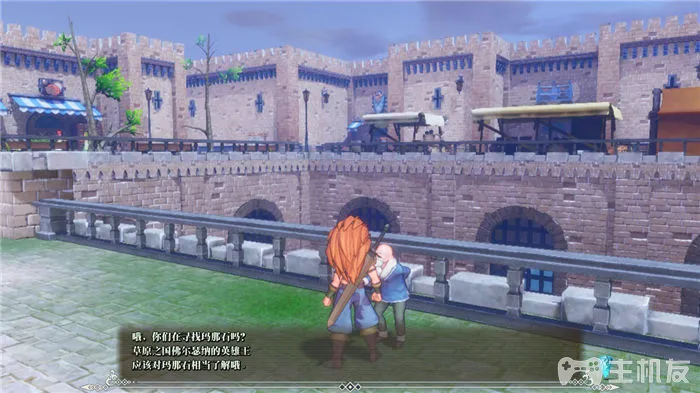 哦，你们在寻找玛那石吗？
草原之国佛尔瑟纳的英雄王
应该对玛那石相当了解哦。
主机友